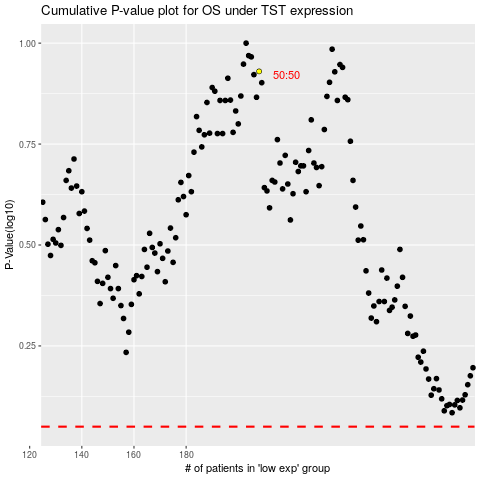 Cumulative P-value plot for OS under TST expression
P-Value(log10)
1.00
0.75
0.50
0.25
50:50
120 140 160 180
# of patients in 'low exp' group